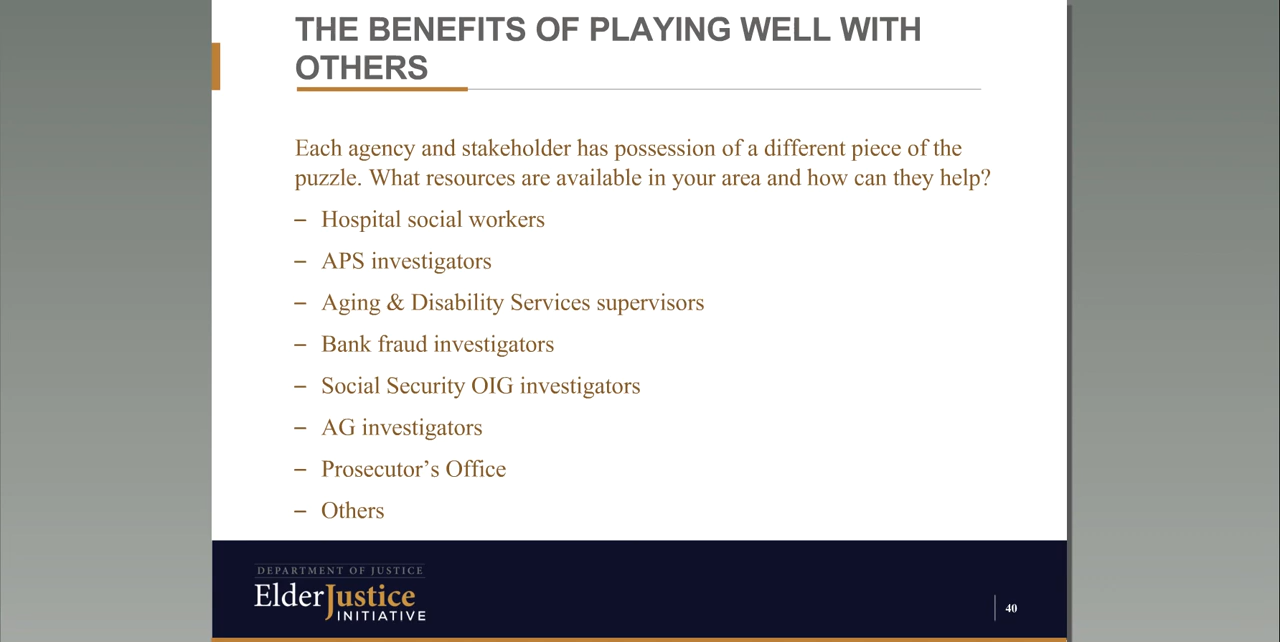 THE BENEFITS OF PLAYING WELL WITH
OTHERS
Each agency and stakeholder has possession of a different piece of the
puzzle. What resources are available in your area and how can they help?
– Hospital social workers
– APS investigators
– Aging & Disability Services supervisors
– Bank fraud investigators
– Social Security OIG investigators
– AG investigators
– Prosecutor’s Office
– Others
DEPARTMENT OF JUSTICE
ElderJustice
INITIATIVE
40